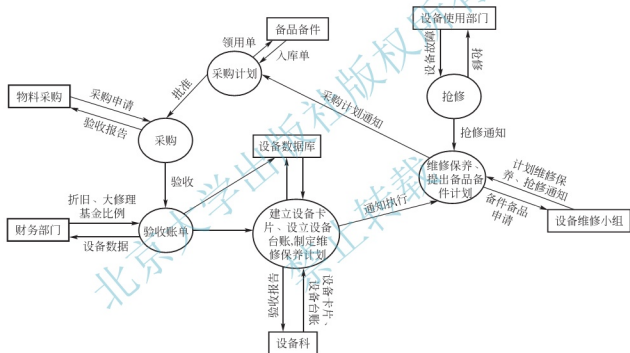 设备使用部门
备品备件
领用单
入库单
设备故障
抢修
采购计划
批准
物料采购
采购申请
验收报告
采购计划通知
抢修
采购
抢修通知
设备数据库
验收
维修保养、
提出备品备
件计划
计划维修保
养、抢修通知
折旧、大修理
基金比例
通知执行
备件备品
申请
设备维修小组
财务部门
验收账单
建立设备卡
片、设立设备
台账,制定维
修保养计划
设备数据
验收报告
设备卡片、
设备台账
设备科
北京大学出版社版权所有
禁止转载